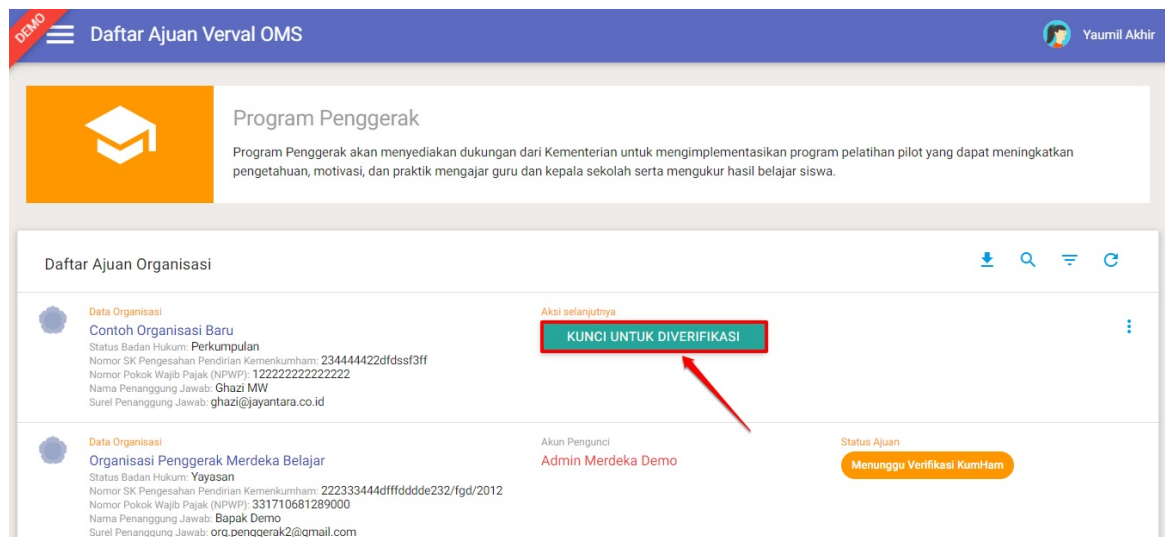 DEMO
Daftar Ajuan Verval OMS
Yaumil Akhir
Program Penggerak
Program Penggerak akan menyediakan dukungan dari Kementerian untuk mengimplementasikan program pelatihan pilot yang dapat meningkatkan
pengetahuan, motivasi, dan praktik mengajar guru dan kepala sekolah serta mengukur hasil belajar siswa.
Daftar Ajuan Organisasi
Data Organisasi
Contoh Organisasi Baru
Status Badan Hukum: Perkumpulan
Nomor SK Pengesahan Pendirian Kemenkumham: 234444422dfdssf3ff
Nomor Pokok Wajib Pajak (NPWP): 122222222222222
Nama Penanggung Jawab: Ghazi MW
Surel Penanggung Jawab: ghazi@jayantara.co.id
Aksi selanjutnya
KUNCI UNTUK DIVERIFIKASI
Data Organisasi
Organisasi Penggerak Merdeka Belajar
Status Badan Hukum: Yayasan
Nomor SK Pengesahan Pendirian Kemenkumham: 222333444dfffdddde232/fgd/2012
Nomor Pokok Wajib Pajak (NPWP): 331710681289000
Nama Penanggung Jawab: Bapak Demo
Surel Penanggung Jawab: org.penggerak2@gmail.com
Akun Pengunci
Admin Merdeka Demo
Status Ajuan
Menunggu Verifikasi KumHam